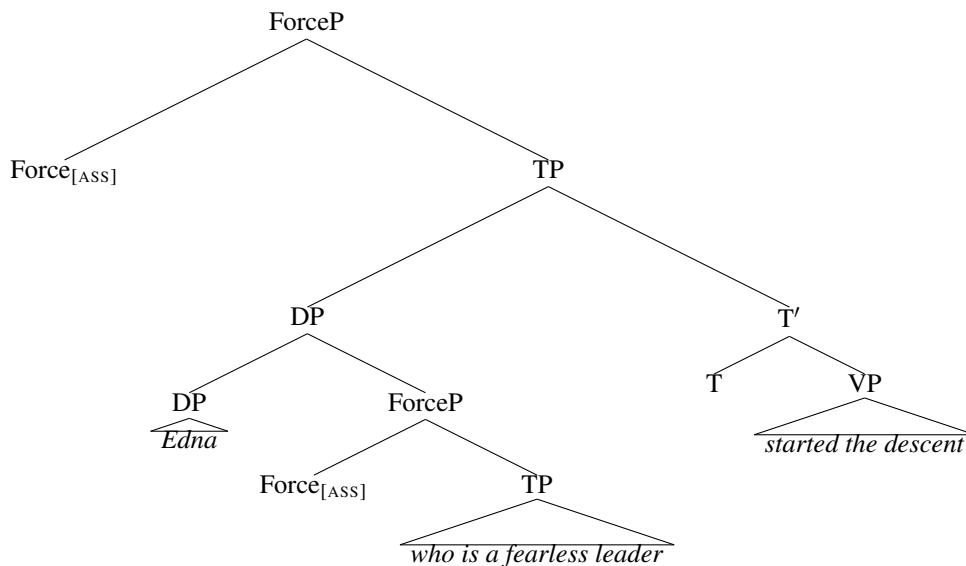 ForceP
Force[ASS] TP
DP T′
DP ForceP T VP
Edna started the descent
Force[ASS] TP
who is a fearless leader